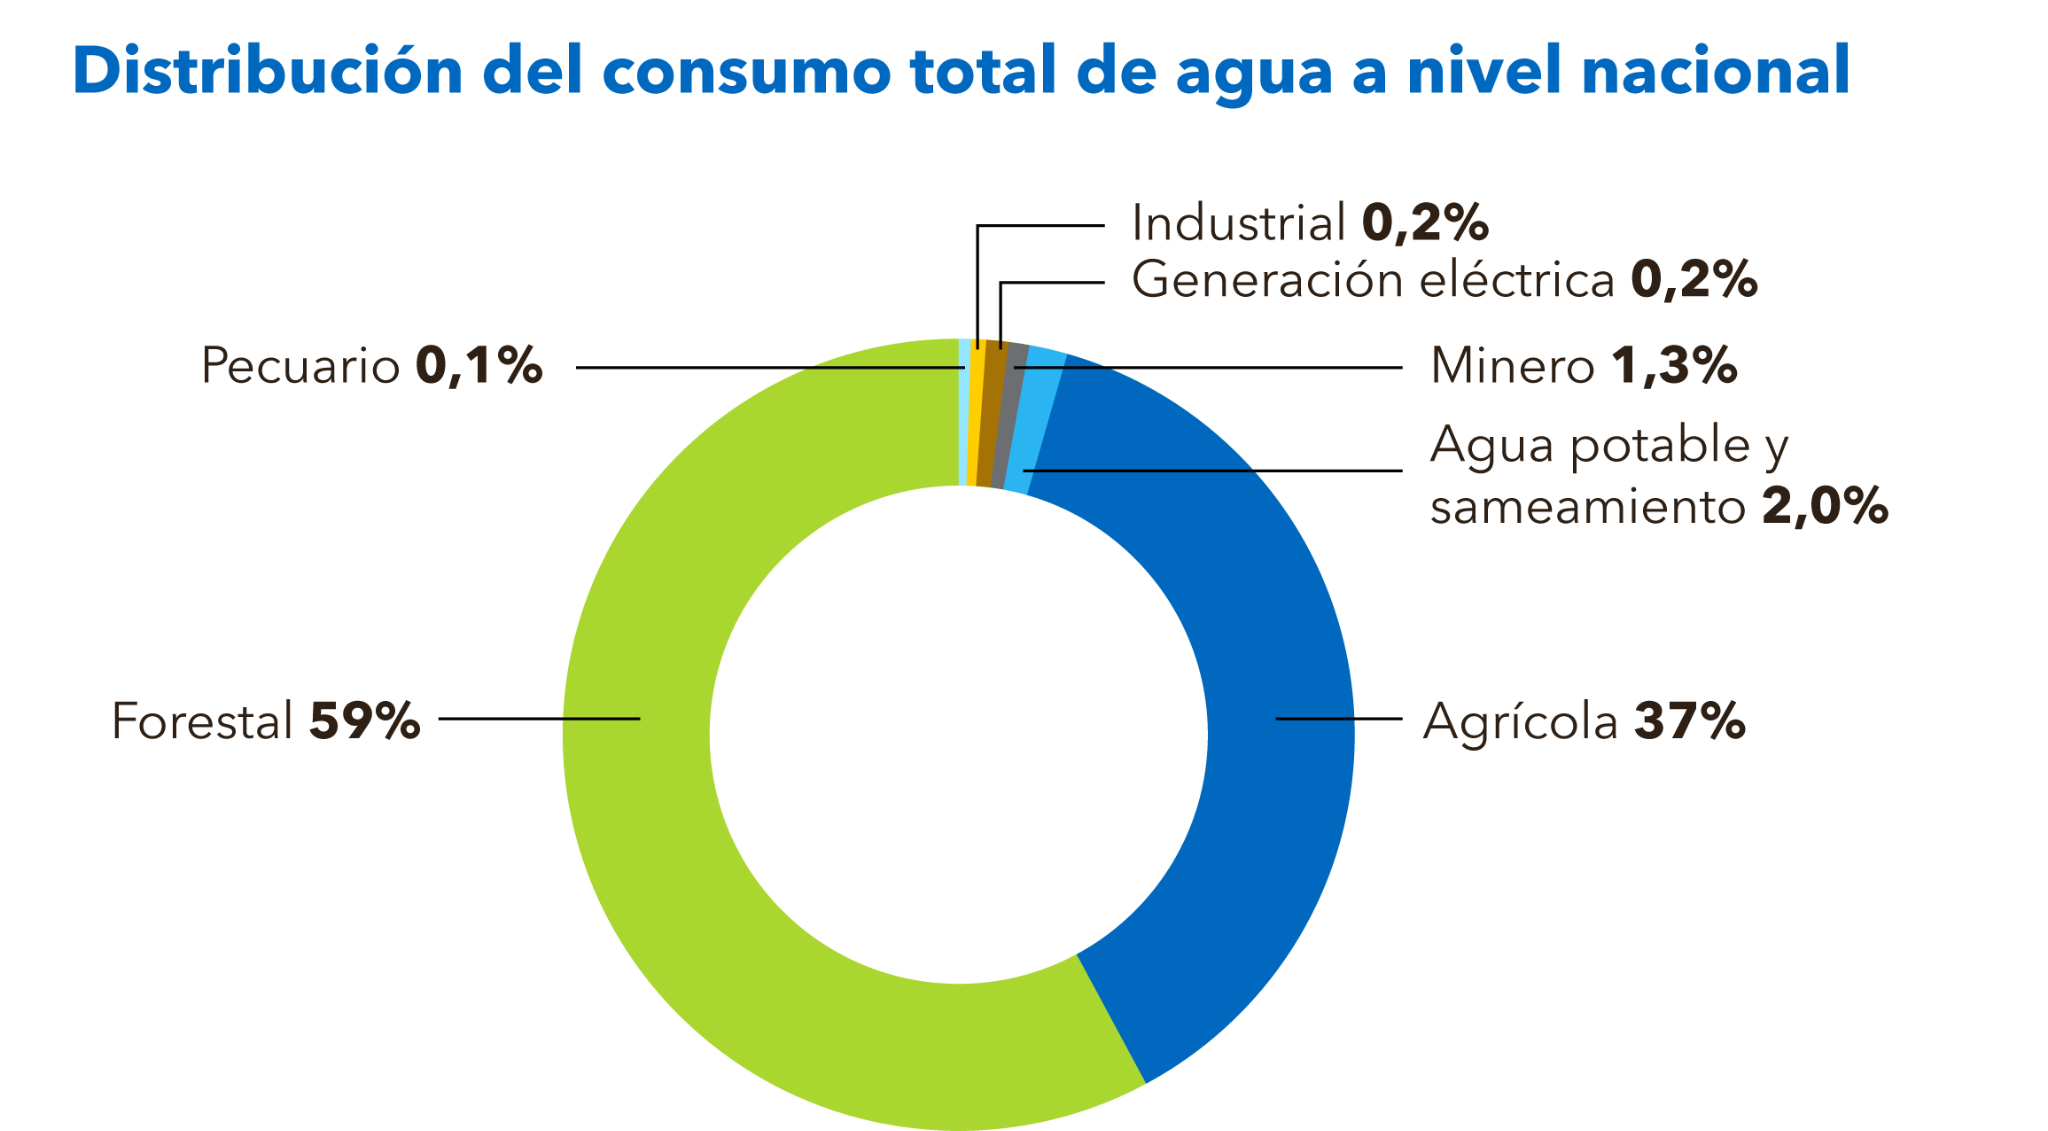 Distribución del consumo total de agua a nivel nacional
Industrial 0,2%
Generación eléctrica 0,2%
Pecuario 0,1%
Minero 1,3%
Agua potable y
sameamiento 2,0%
Forestal 59%
Agrícola 37%